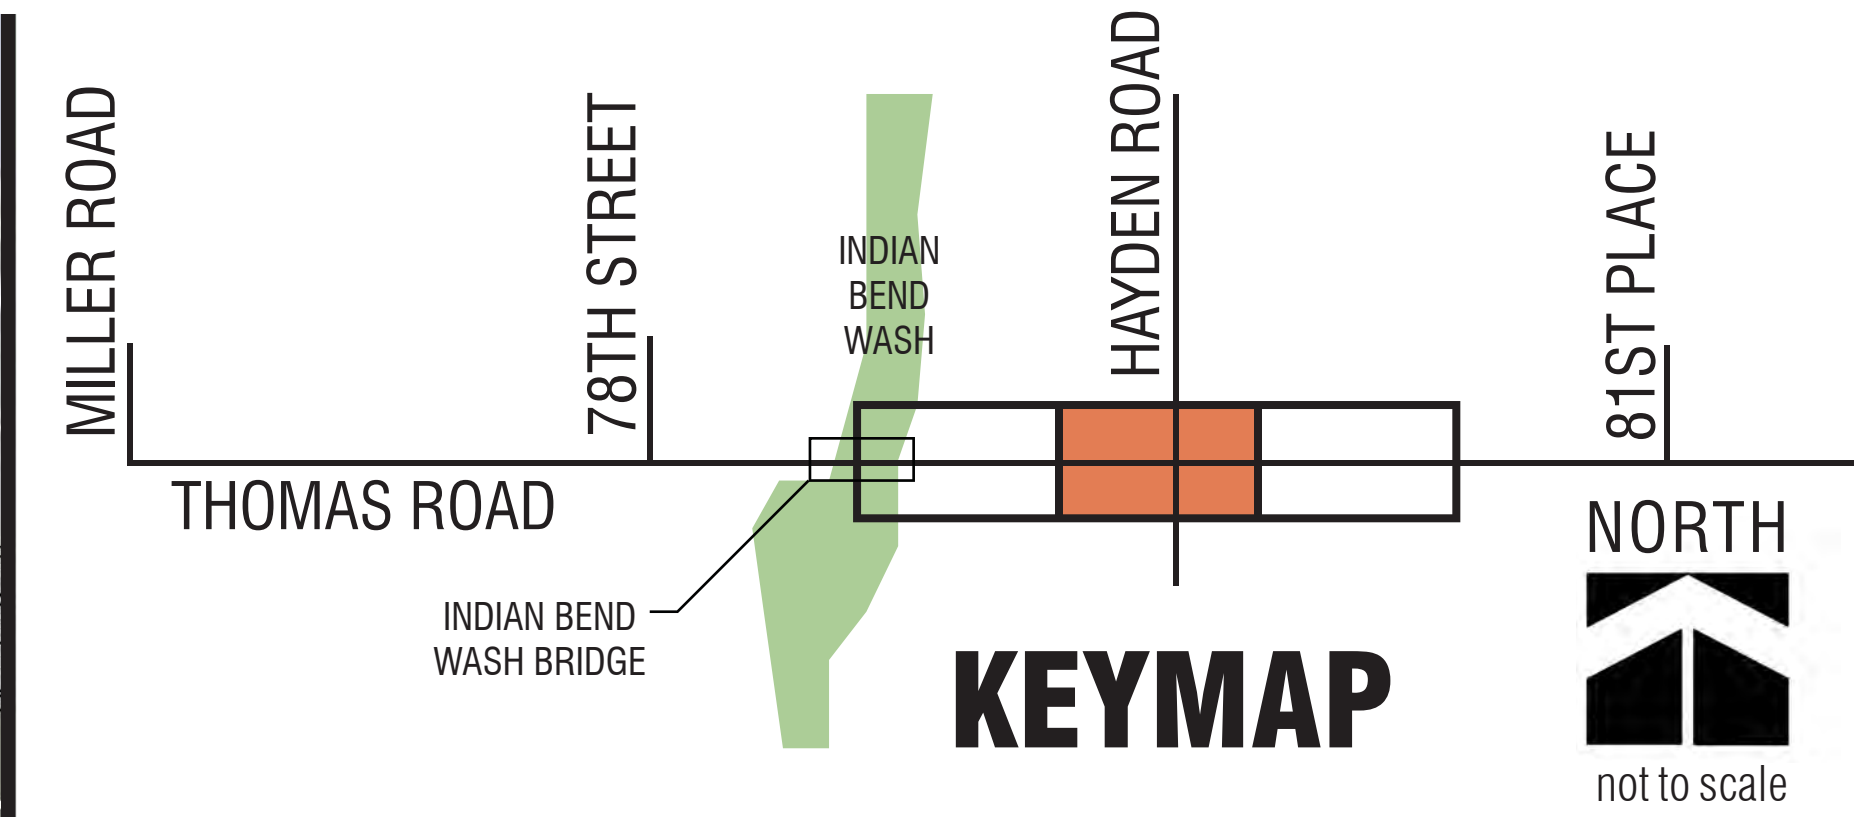 MILLER ROAD
78TH STREET
INDIAN
BEND
WASH
HAYDEN ROAD
81ST PLACE
THOMAS ROAD
INDIAN BEND
WASH BRIDGE
KEYMAP
NORTH
not to scale